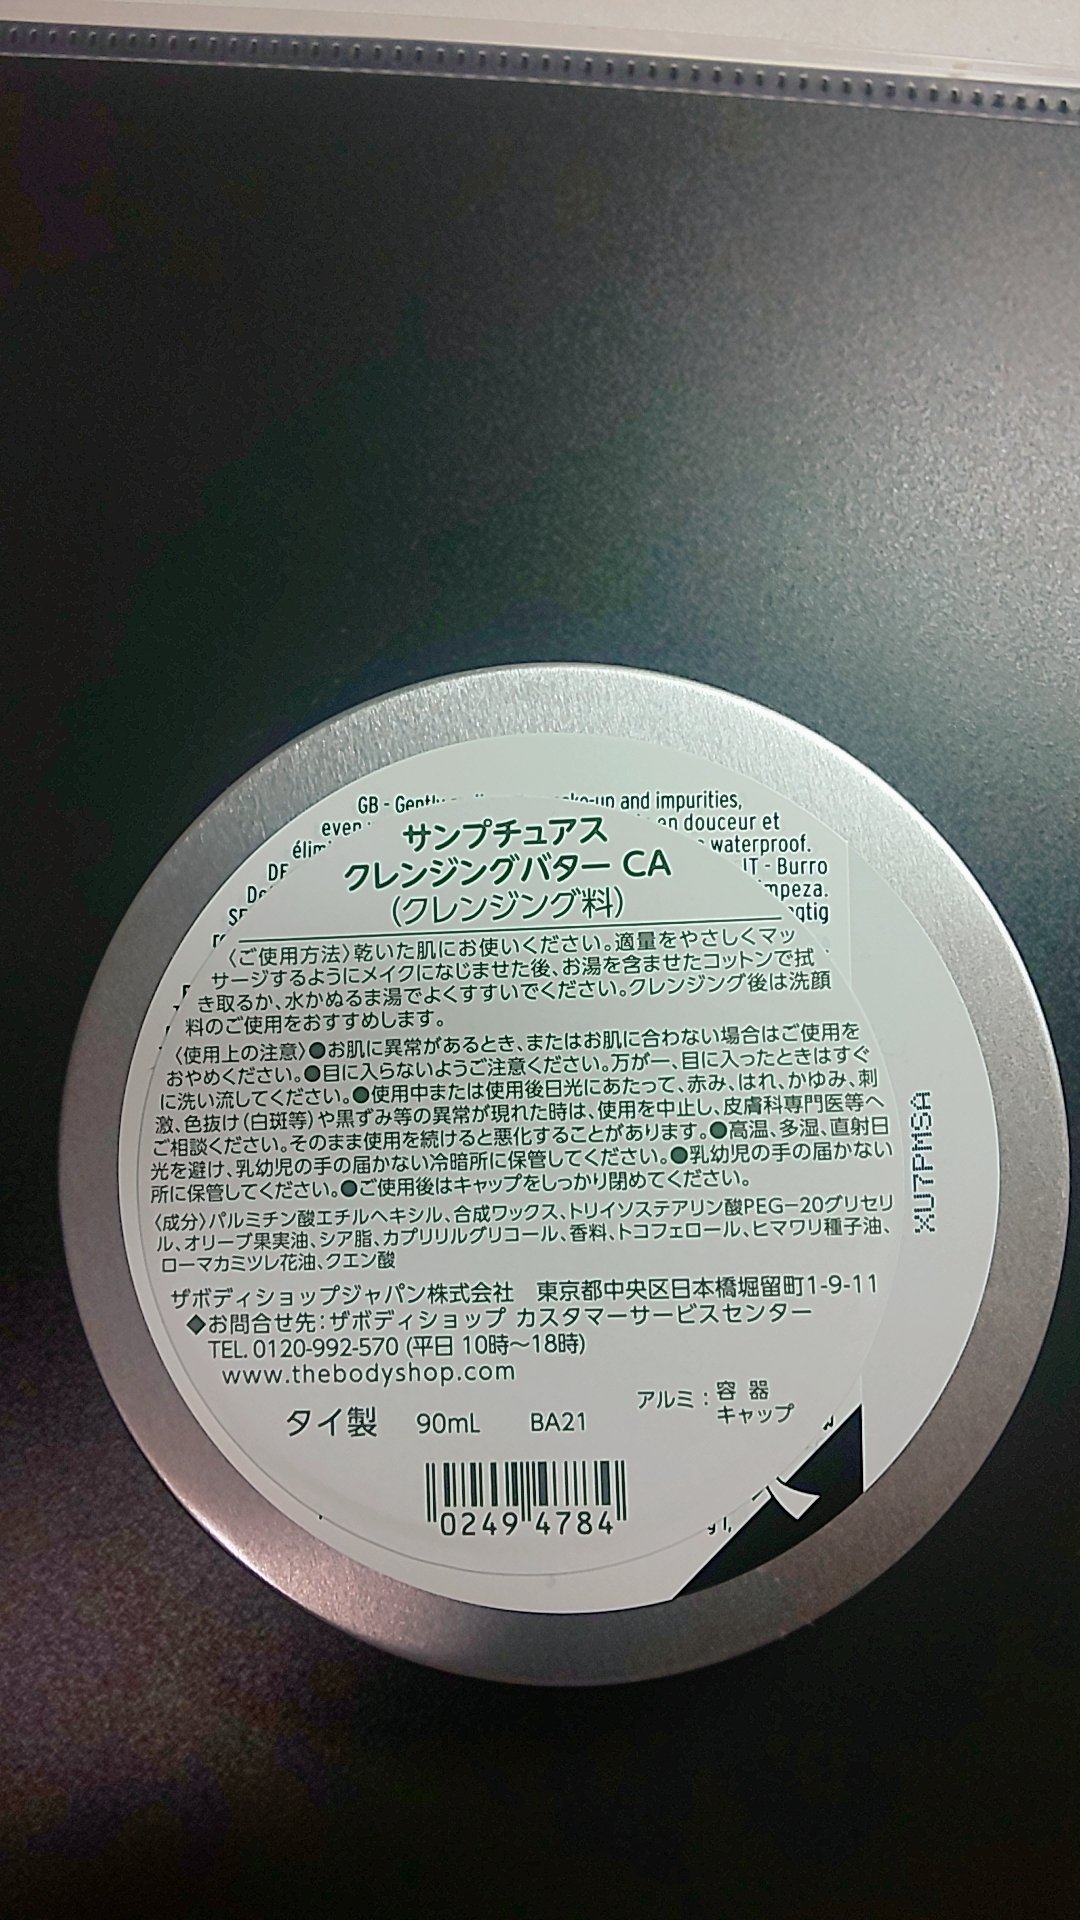 GB - Gently
ke-up and impurities,
even
en douceur et
élim
waterproof.
DE
IT - Burro
mpeza.
サンプチュアス
クレンジングバター CA
(クレンジング料)
〈ご使用方法〉乾いた肌にお使いください。適量をやさしくマッ
サージするようにメイクになじませた後、お湯を含ませたコットンで拭
き取るか、水かぬるま湯でよくすすいでください。クレンジング後は洗顔
料のご使用をおすすめします。
〈使用上の注意〉●お肌に異常があるとき、またはお肌に合わない場合はご使用を
おやめください。●目に入らないようご注意ください。万が一、目に入ったときはすぐ
に洗い流してください。●使用中または使用後日光にあたって、赤み、はれ、かゆみ、刺
激、色抜け(白斑等)や黒ずみ等の異常が現れた時は、使用を中止し、皮膚科専門医等へ
ご相談ください。そのまま使用を続けると悪化することがあります。●高温、多湿、直射日
光を避け、乳幼児の手の届かない冷暗所に保管してください。●乳幼児の手の届かない
所に保管してください。●ご使用後はキャップをしっかり閉めてください。
〈成分〉パルミチン酸エチルヘキシル、合成ワックス、トリイソステアリン酸PEG−20グリセリ
ル、オリーブ果実油、シア脂、カプリリルグリコール、香料、トコフェロール、ヒマワリ種子油、
ローマカミツレ花油、クエン酸
ザボディショップジャパン株式会社　東京都中央区日本橋堀留町1-9-11
◆お問合せ先：ザボディショップ カスタマーサービスセンター
TEL. 0120-992-570 (平日 10時〜18時)
www.thebodyshop.com
アルミ：容 器
キャップ
タイ製 90mL BA21
0249 4784
XU7PMSA